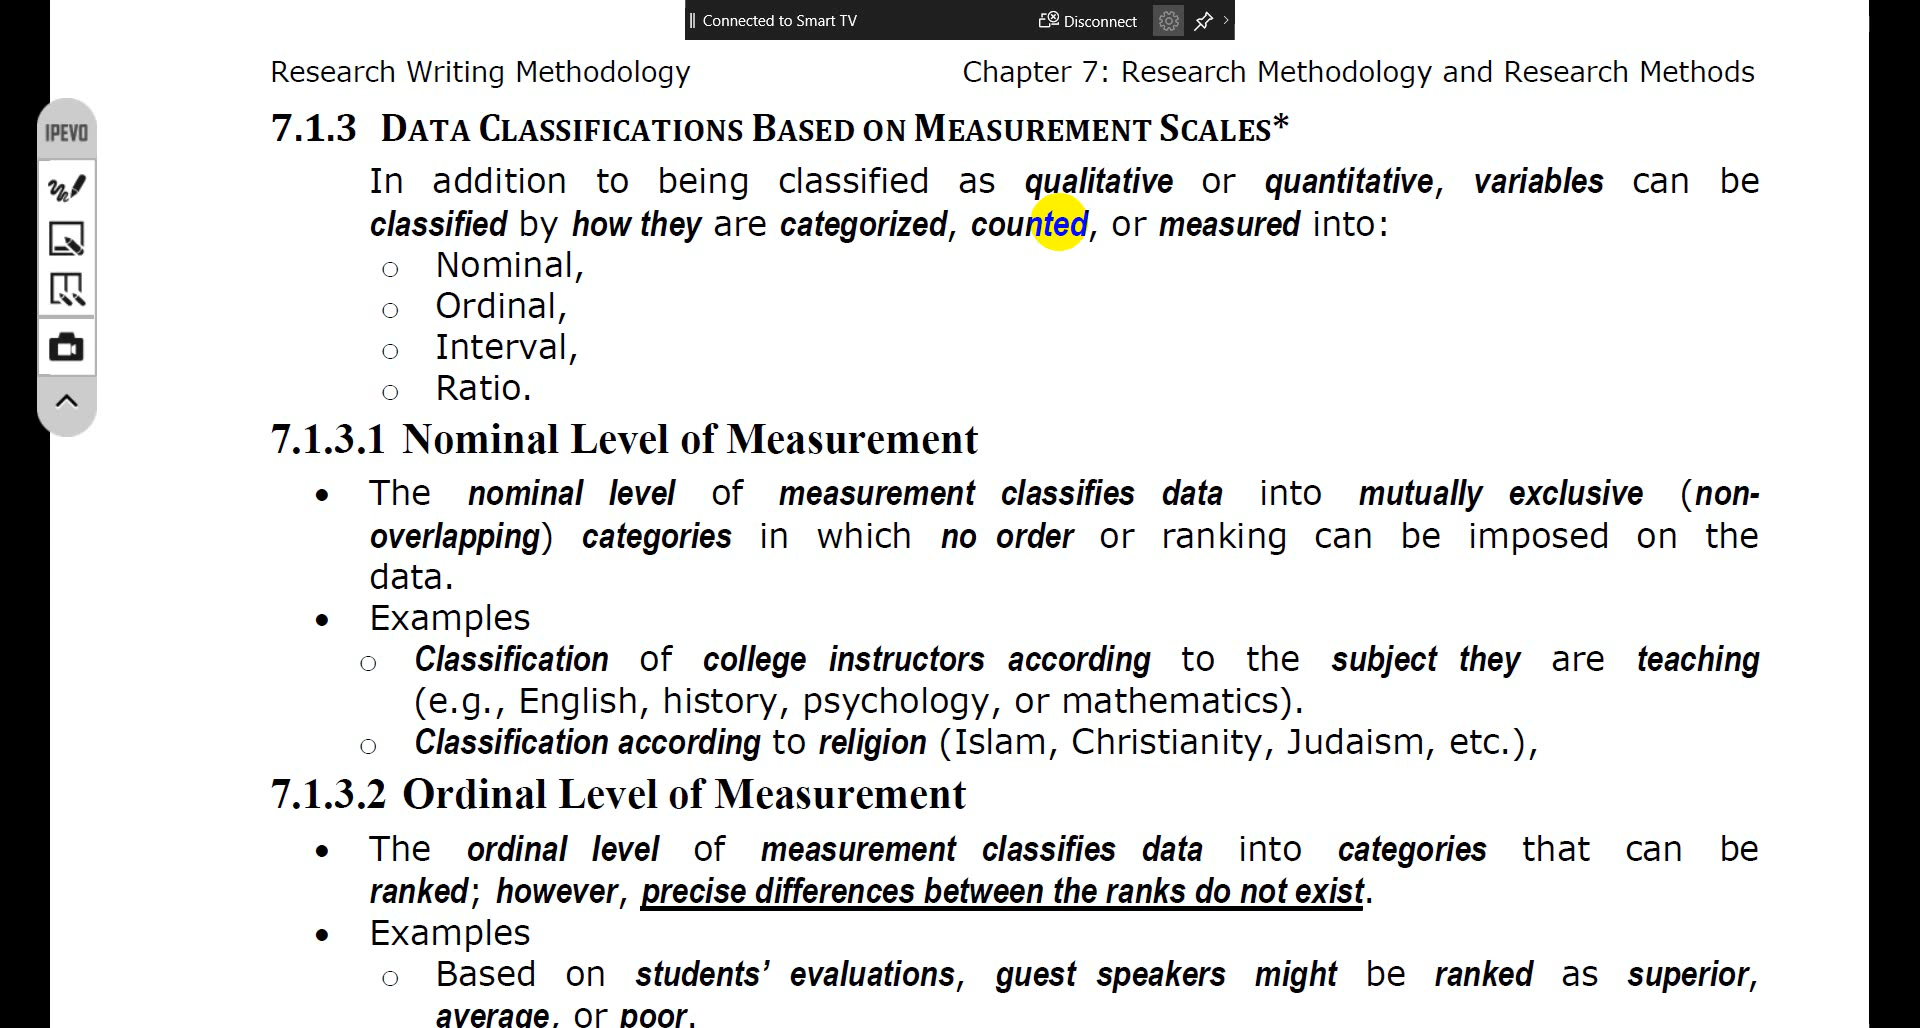 Connected to Smart TV Disconnect
Research Writing Methodology Chapter 7: Research Methodology and Research Methods
IPEVO
7.1.3 DATA CLASSIFICATIONS BASED ON MEASUREMENT SCALES*
In addition to being classified as qualitative or quantitative, variables can be
classified by how they are categorized, counted, or measured into:
○ Nominal,
○ Ordinal,
○ Interval,
○ Ratio.
7.1.3.1 Nominal Level of Measurement
• The nominal level of measurement classifies data into mutually exclusive (non-
overlapping) categories in which no order or ranking can be imposed on the
data.
• Examples
○ Classification of college instructors according to the subject they are teaching
(e.g., English, history, psychology, or mathematics).
○ Classification according to religion (Islam, Christianity, Judaism, etc.),
7.1.3.2 Ordinal Level of Measurement
• The ordinal level of measurement classifies data into categories that can be
ranked; however, precise differences between the ranks do not exist.
• Examples
○ Based on students’ evaluations, guest speakers might be ranked as superior,
average, or poor.